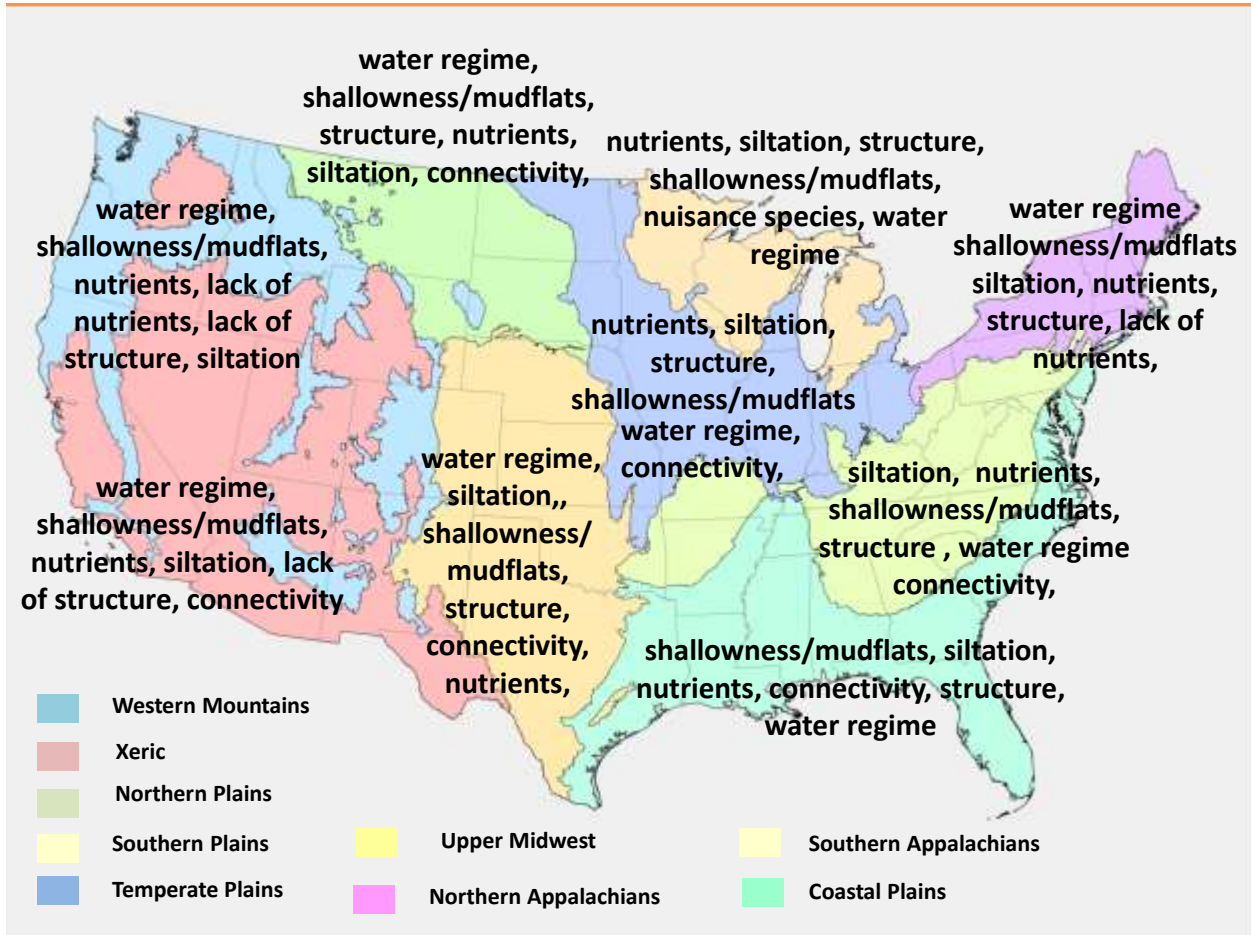 water regime,
shallowness/mudflats,
structure, nutrients,
siltation, connectivity,
nutrients, siltation, structure,
shallowness/mudflats,
nuisance species, water
regime
water regime,
shallowness/mudflats,
nutrients, lack of
nutrients, lack of
structure, siltation
water regime
shallowness/mudflats
siltation, nutrients,
structure, lack of
nutrients,
nutrients, siltation,
structure,
shallowness/mudflats
water regime,
connectivity,
water regime,
siltation,,
shallowness/
mudflats,
structure,
connectivity,
nutrients,
siltation, nutrients,
shallowness/mudflats,
structure , water regime
connectivity,
water regime,
shallowness/mudflats,
nutrients, siltation, lack
of structure, connectivity
shallowness/mudflats, siltation,
nutrients, connectivity, structure,
water regime
Western Mountains
Xeric
Northern Plains
Southern Plains
Temperate Plains
Upper Midwest
Northern Appalachians
Southern Appalachians
Coastal Plains